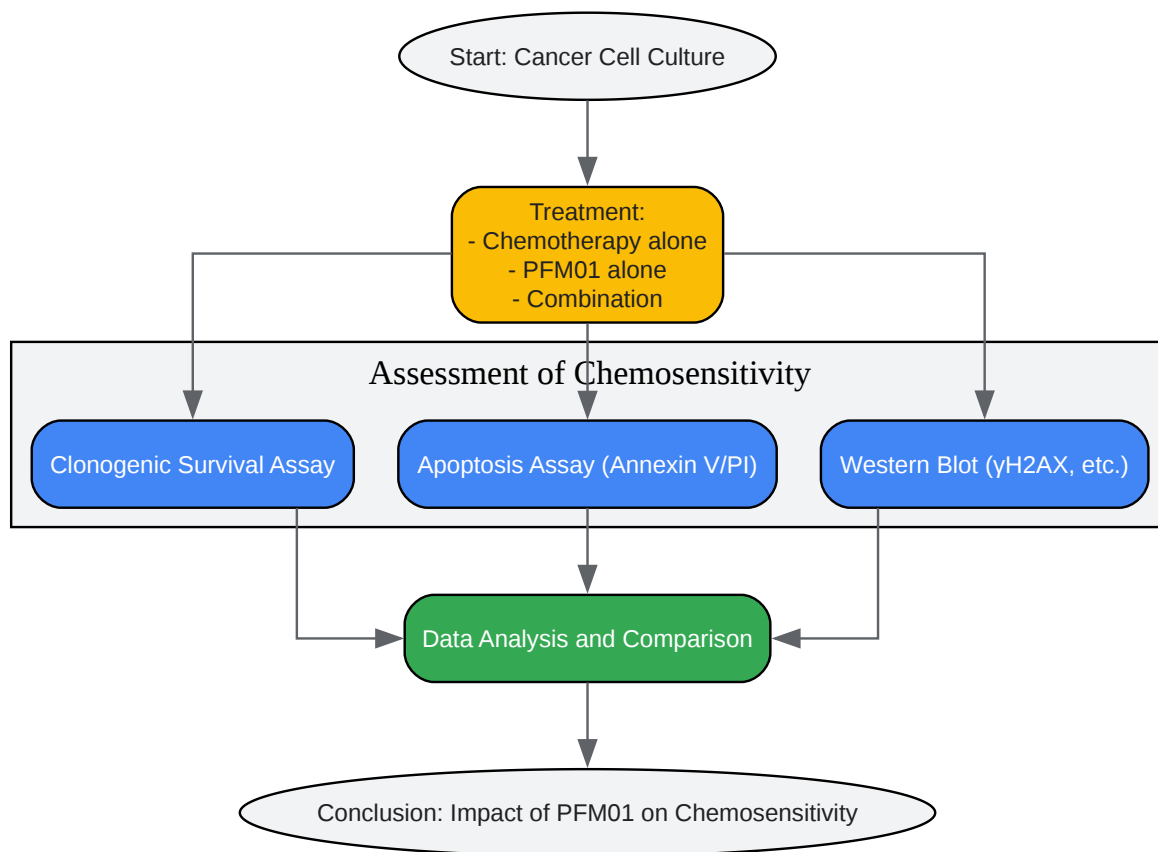 Start: Cancer Cell Culture
Treatment:
- Chemotherapy alone
- PFM01 alone
- Combination
Assessment of Chemosensitivity
Clonogenic Survival Assay
Apoptosis Assay (Annexin V/PI)
Western Blot (γH2AX, etc.)
Data Analysis and Comparison
Conclusion: Impact of PFM01 on Chemosensitivity